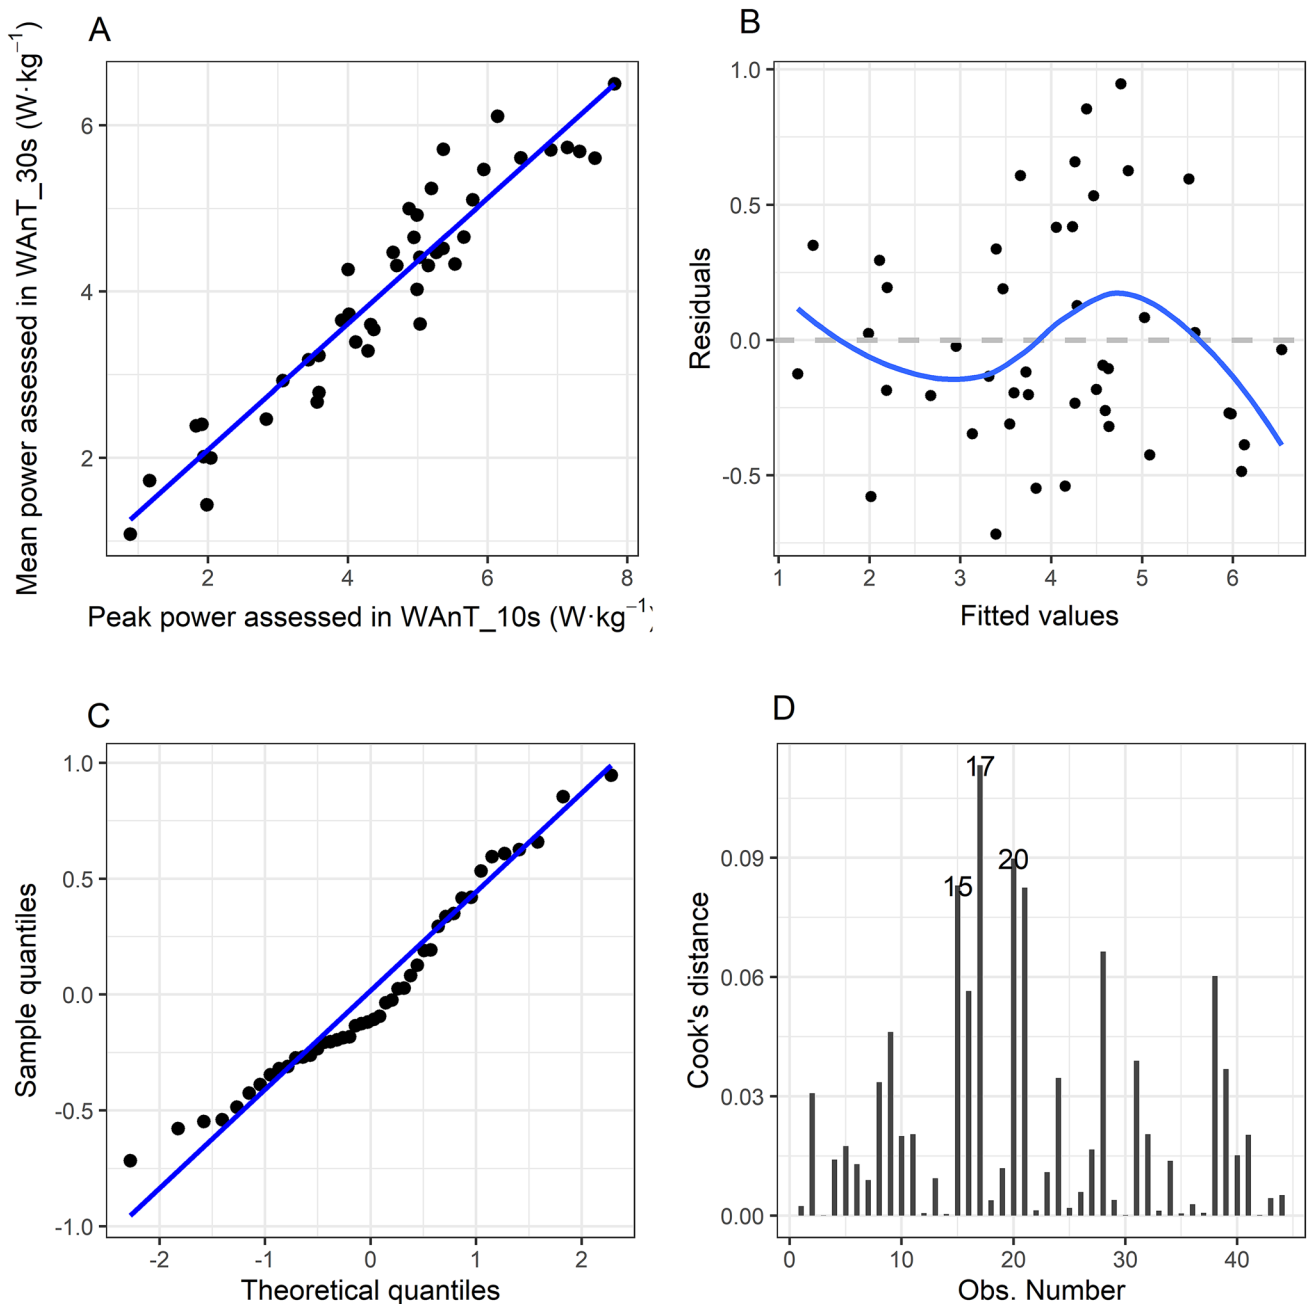 A
Mean power assessed in WAnT_30s (W·kg⁻¹)
6
4
2
2 4 6 8
Peak power assessed in WAnT_10s (W·kg⁻¹)
B
Residuals
1.0
0.5
0.0
-0.5
1 2 3 4 5 6
Fitted values
C
Sample quantiles
1.0
0.5
0.0
-0.5
-1.0
-2 -1 0 1 2
Theoretical quantiles
D
Cook's distance
0.09
0.06
0.03
0.00
17
20
15
0 10 20 30 40
Obs. Number